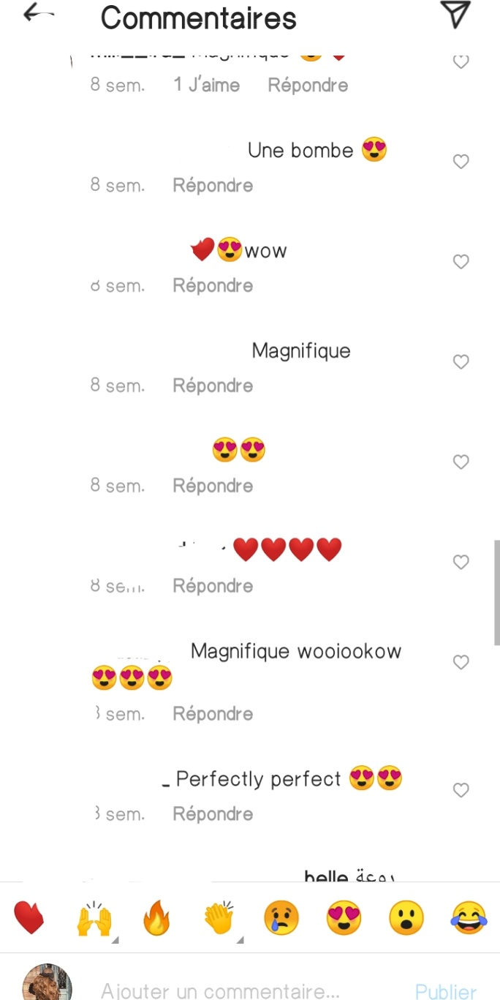 Commentaires
Magnifique 😍❤
8 sem. 1 J'aime Répondre
Une bombe 😍
8 sem. Répondre
❤😍wow
8 sem. Répondre
Magnifique
8 sem. Répondre
😍😍
8 sem. Répondre
❤❤❤❤
8 sem. Répondre
Magnifique wooiookow
😍😍😍
8 sem. Répondre
Perfectly perfect 😍😍
8 sem. Répondre
belle روعة
❤🙌🔥👏😢😍😮😂
Ajouter un commentaire... Publier